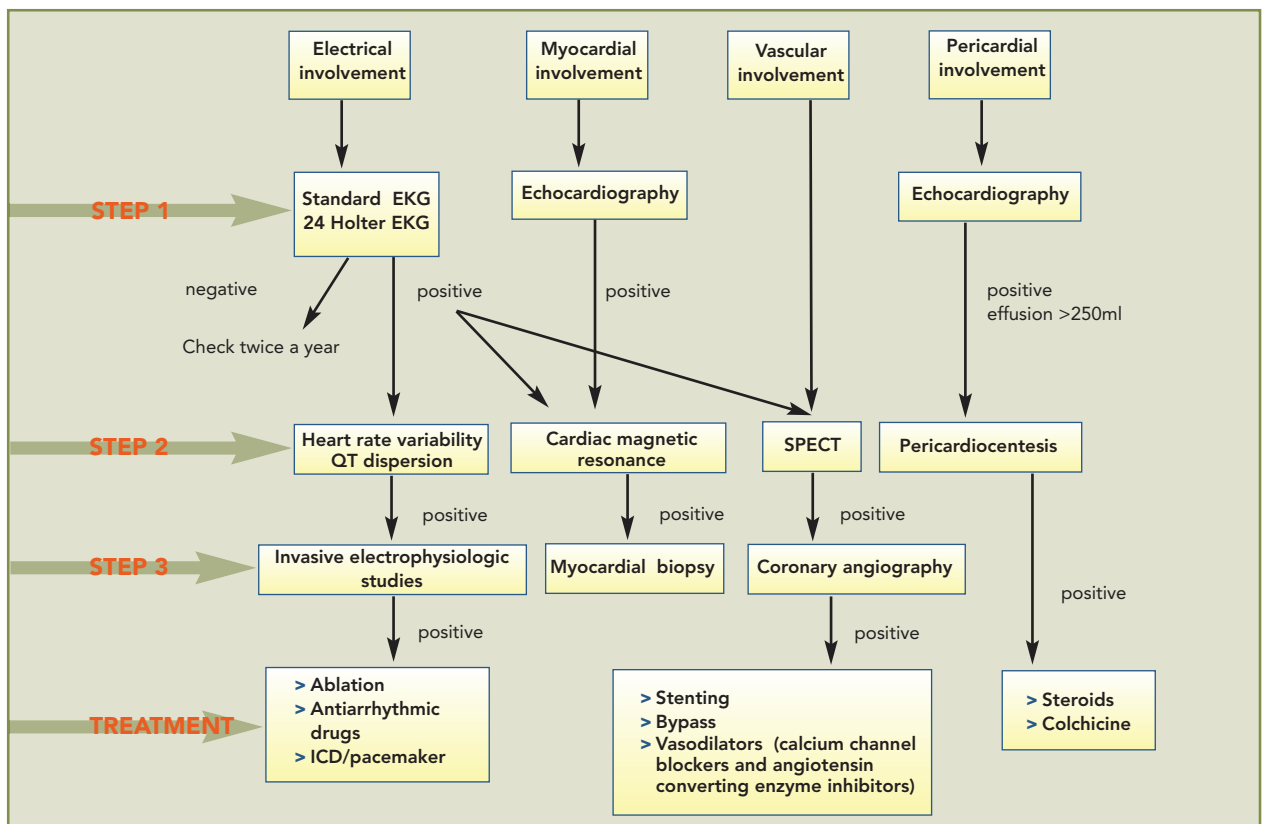 Electrical
involvement
Myocardial
involvement
Vascular
involvement
Pericardial
involvement
STEP 1
Standard EKG
24 Holter EKG
Echocardiography
Echocardiography
negative
positive
positive
positive
effusion >250ml
Check twice a year
STEP 2
Heart rate variability
QT dispersion
Cardiac magnetic
resonance
SPECT
Pericardiocentesis
positive
positive
positive
STEP 3
Invasive electrophysiologic
studies
Myocardial biopsy
Coronary angiography
positive
positive
positive
TREATMENT
> Ablation
> Antiarrhythmic
drugs
> ICD/pacemaker
> Stenting
> Bypass
> Vasodilators (calcium channel
blockers and angiotensin
converting enzyme inhibitors)
> Steroids
> Colchicine